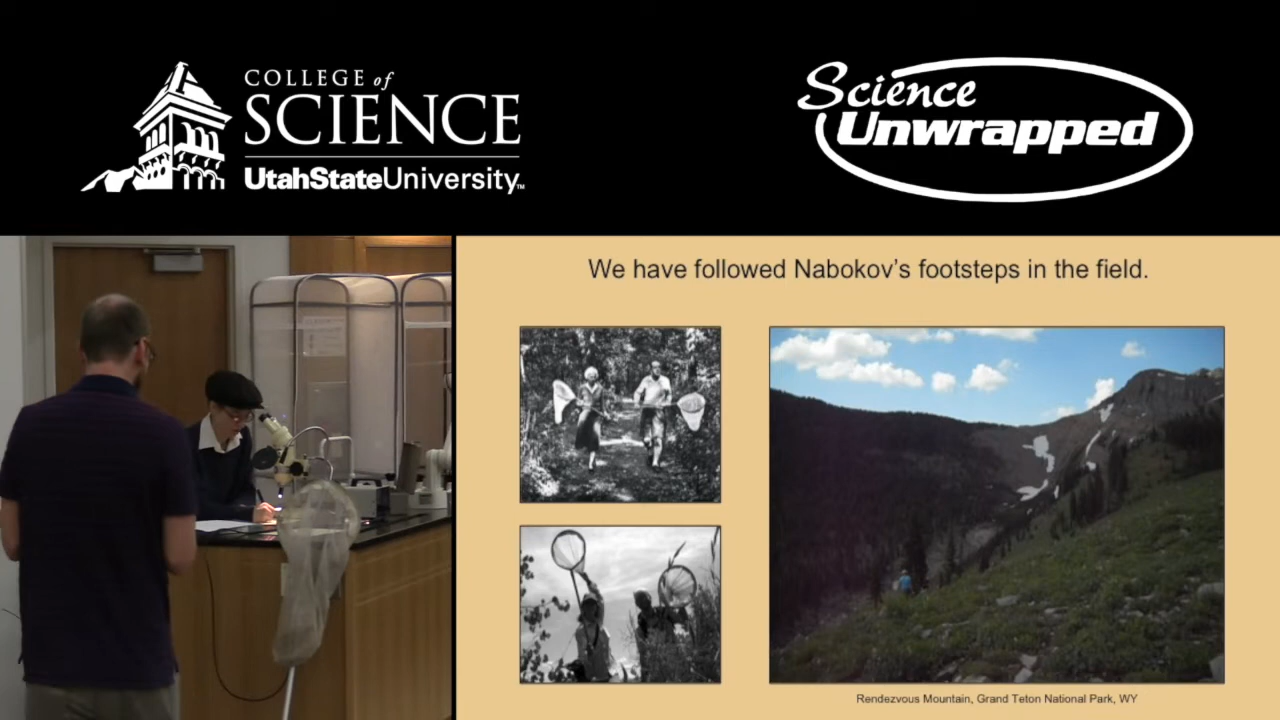 COLLEGE of
SCIENCE
UtahStateUniversity™
Science
Unwrapped
We have followed Nabokov's footsteps in the field.
Rendezvous Mountain, Grand Teton National Park, WY